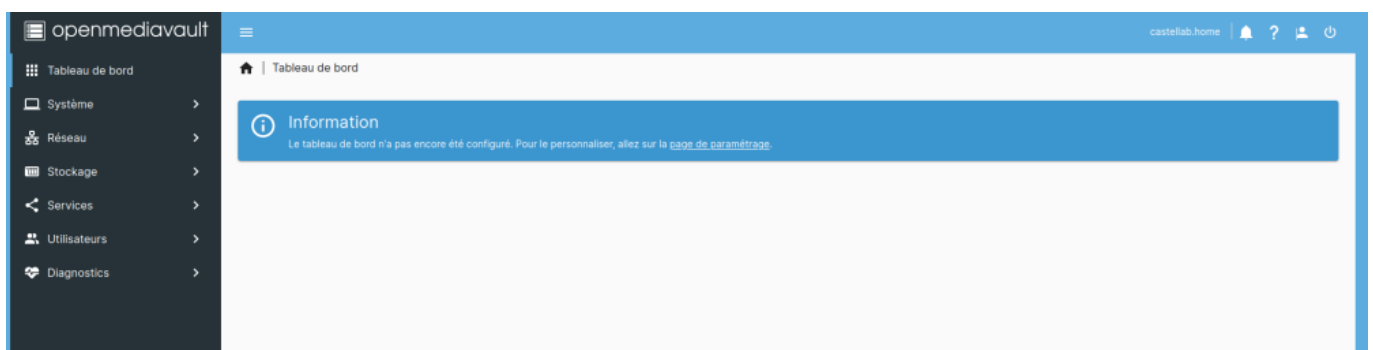 openmediavault
castellab.home
Tableau de bord
Tableau de bord
Système
Réseau
Stockage
Services
Utilisateurs
Diagnostics
Information
Le tableau de bord n'a pas encore été configuré. Pour le personnaliser, allez sur la page de paramétrage.